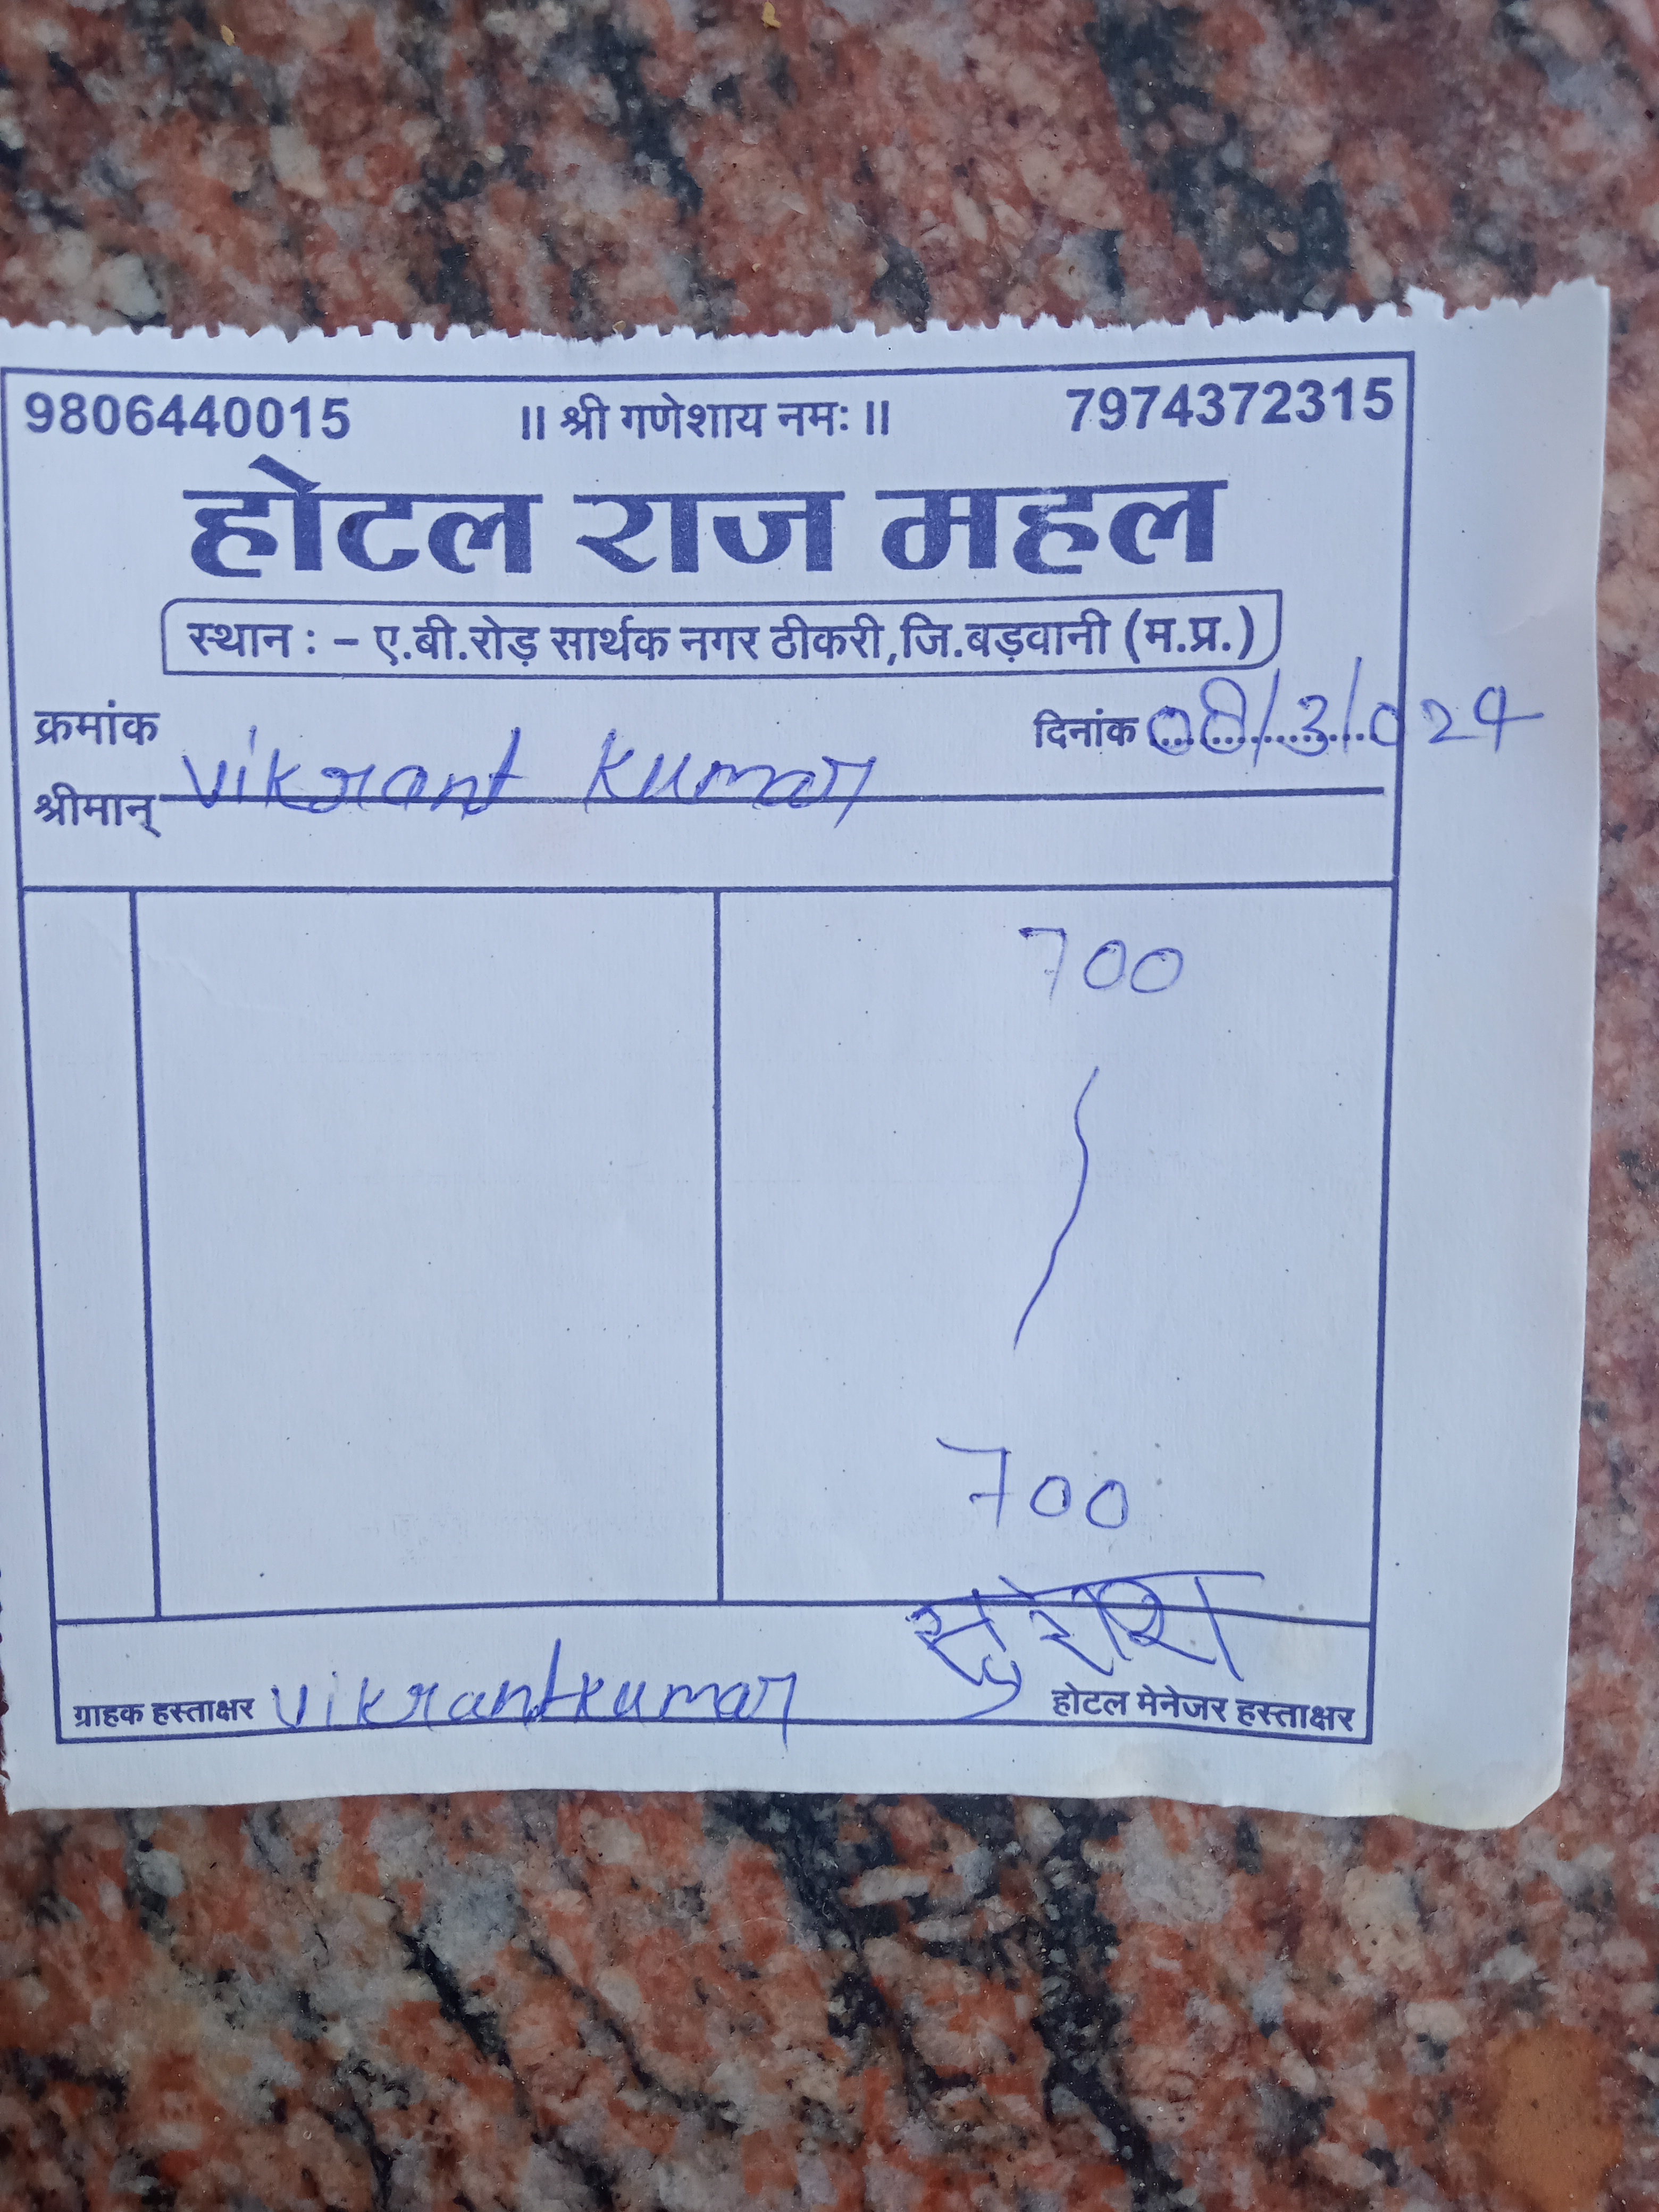 9806440015 ॥ श्री गणेशाय नमः ॥ 7974372315
होटल राज महल
स्थान : - ए.बी.रोड़ सार्थक नगर ठीकरी,जि.बड़वानी (म.प्र.)
क्रमांक दिनांक 08/3/024
श्रीमान् Vikrant Kumar
700
700
सुरेश
ग्राहक हस्ताक्षर Vikrantkumar होटल मेनेजर हस्ताक्षर